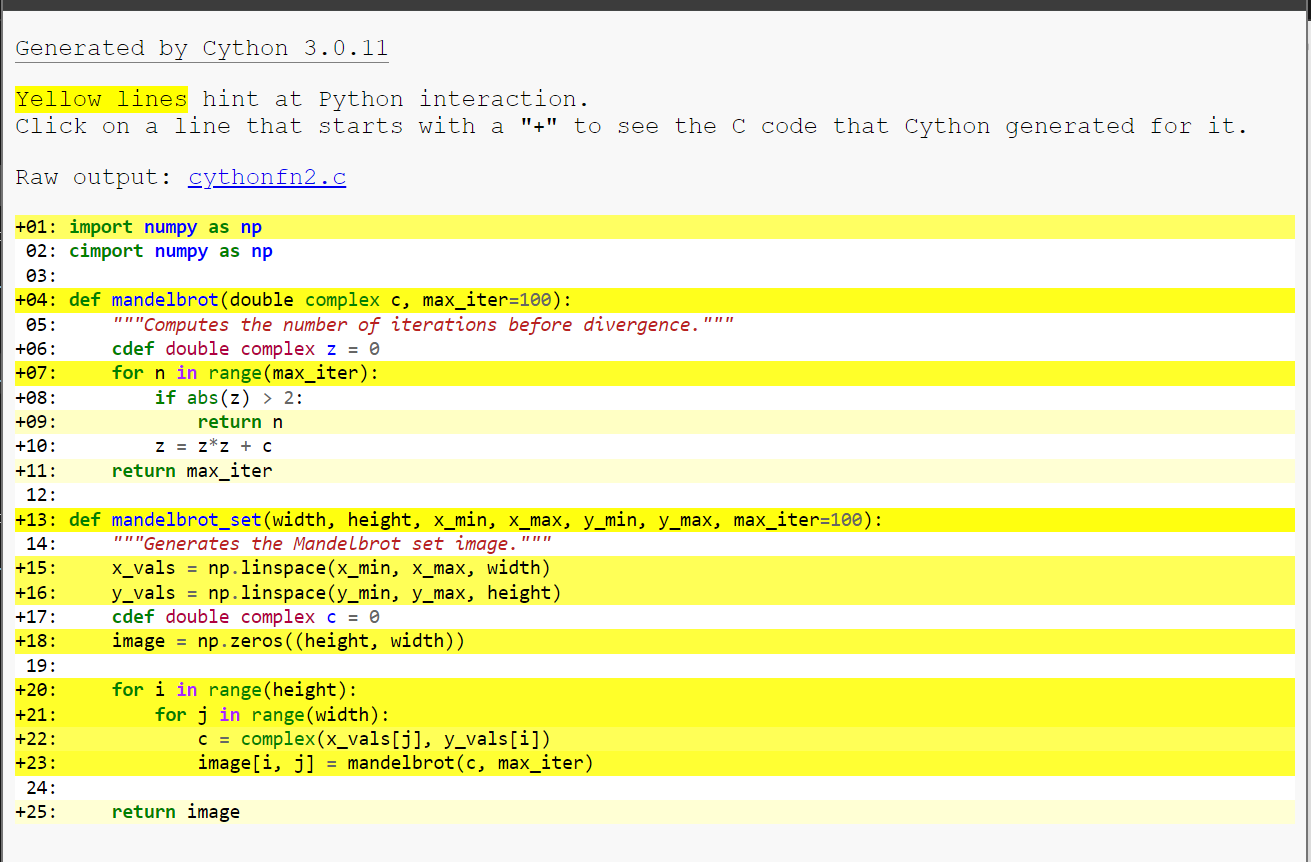 Generated by Cython 3.0.11
Yellow lines hint at Python interaction.
Click on a line that starts with a "+" to see the C code that Cython generated for it.
Raw output: cythonfn2.c
+01: import numpy as np
 02: cimport numpy as np
 03:
+04: def mandelbrot(double complex c, max_iter=100):
 05:     """Computes the number of iterations before divergence."""
+06:     cdef double complex z = 0
+07:     for n in range(max_iter):
+08:         if abs(z) > 2:
+09:             return n
+10:         z = z*z + c
+11:     return max_iter
 12:
+13: def mandelbrot_set(width, height, x_min, x_max, y_min, y_max, max_iter=100):
 14:     """Generates the Mandelbrot set image."""
+15:     x_vals = np.linspace(x_min, x_max, width)
+16:     y_vals = np.linspace(y_min, y_max, height)
+17:     cdef double complex c = 0
+18:     image = np.zeros((height, width))
 19:
+20:     for i in range(height):
+21:         for j in range(width):
+22:             c = complex(x_vals[j], y_vals[i])
+23:             image[i, j] = mandelbrot(c, max_iter)
 24:
+25:     return image